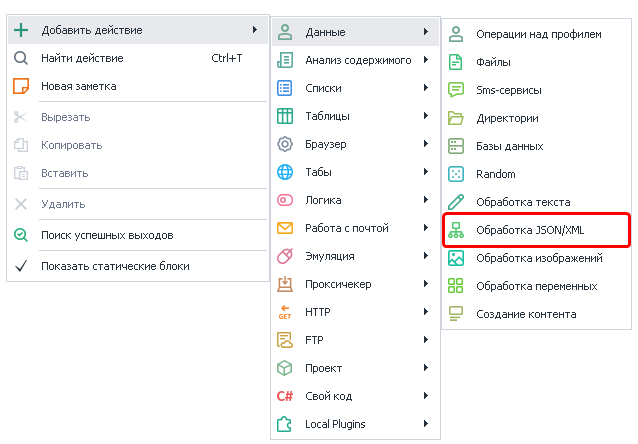 Добавить действие
Найти действие Ctrl+T
Новая заметка
Вырезать
Копировать
Вставить
Удалить
Поиск успешных выходов
Показать статические блоки
Данные
Анализ содержимого
Списки
Таблицы
Браузер
Табы
Логика
Работа с почтой
Эмуляция
Проксичекер
GET
HTTP
FTP
Проект
C# Свой код
Local Plugins
Операции над профилем
Файлы
Sms-сервисы
Директории
Базы данных
Random
Обработка текста
Обработка JSON/XML
Обработка изображений
Обработка переменных
Создание контента